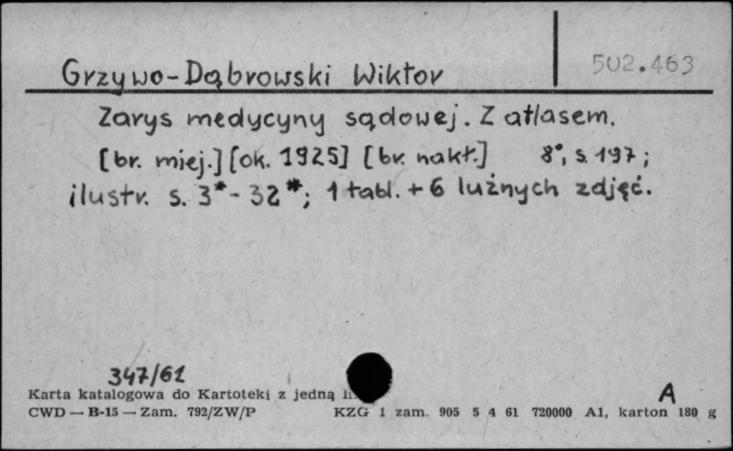 502.463
Grzywo-Dąbrowski Wiktor
Zarys medycyny sądowej. Z atlasem.
[br. miej.] [ok. 1925] [br. nakł.] 8°, s. 197;
ilustr. s. 3*- 32*; 1 tabl. + 6 luźnych zdjęć.
347/61
Karta katalogowa do Kartoteki z jedną
A
CWD — B-15 — Zam. 792/ZW/P KZG 1 zam. 905 5 4 61 720000 A1, karton 180 g